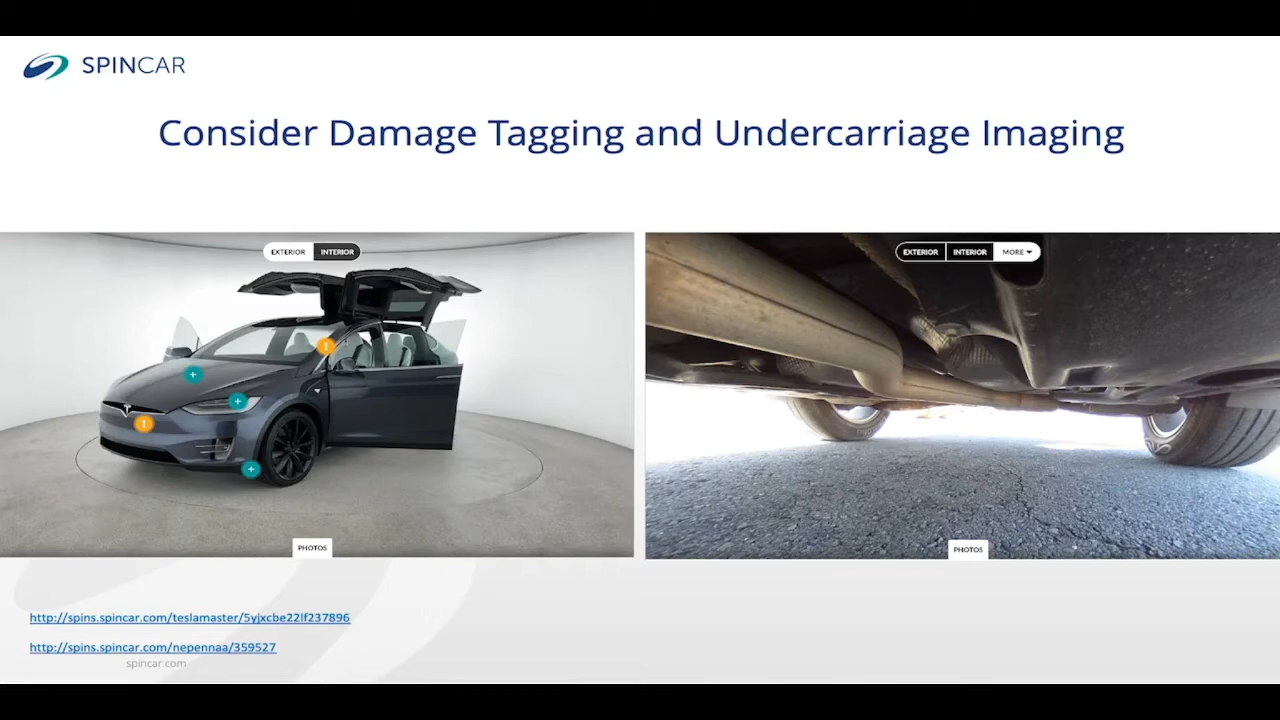 SPINCAR
Consider Damage Tagging and Undercarriage Imaging
EXTERIOR INTERIOR
EXTERIOR INTERIOR MORE
PHOTOS
PHOTOS
http://spins.spincar.com/teslamaster/5yjxcbe22lf237896
http://spins.spincar.com/nepennaa/359527
spincar.com